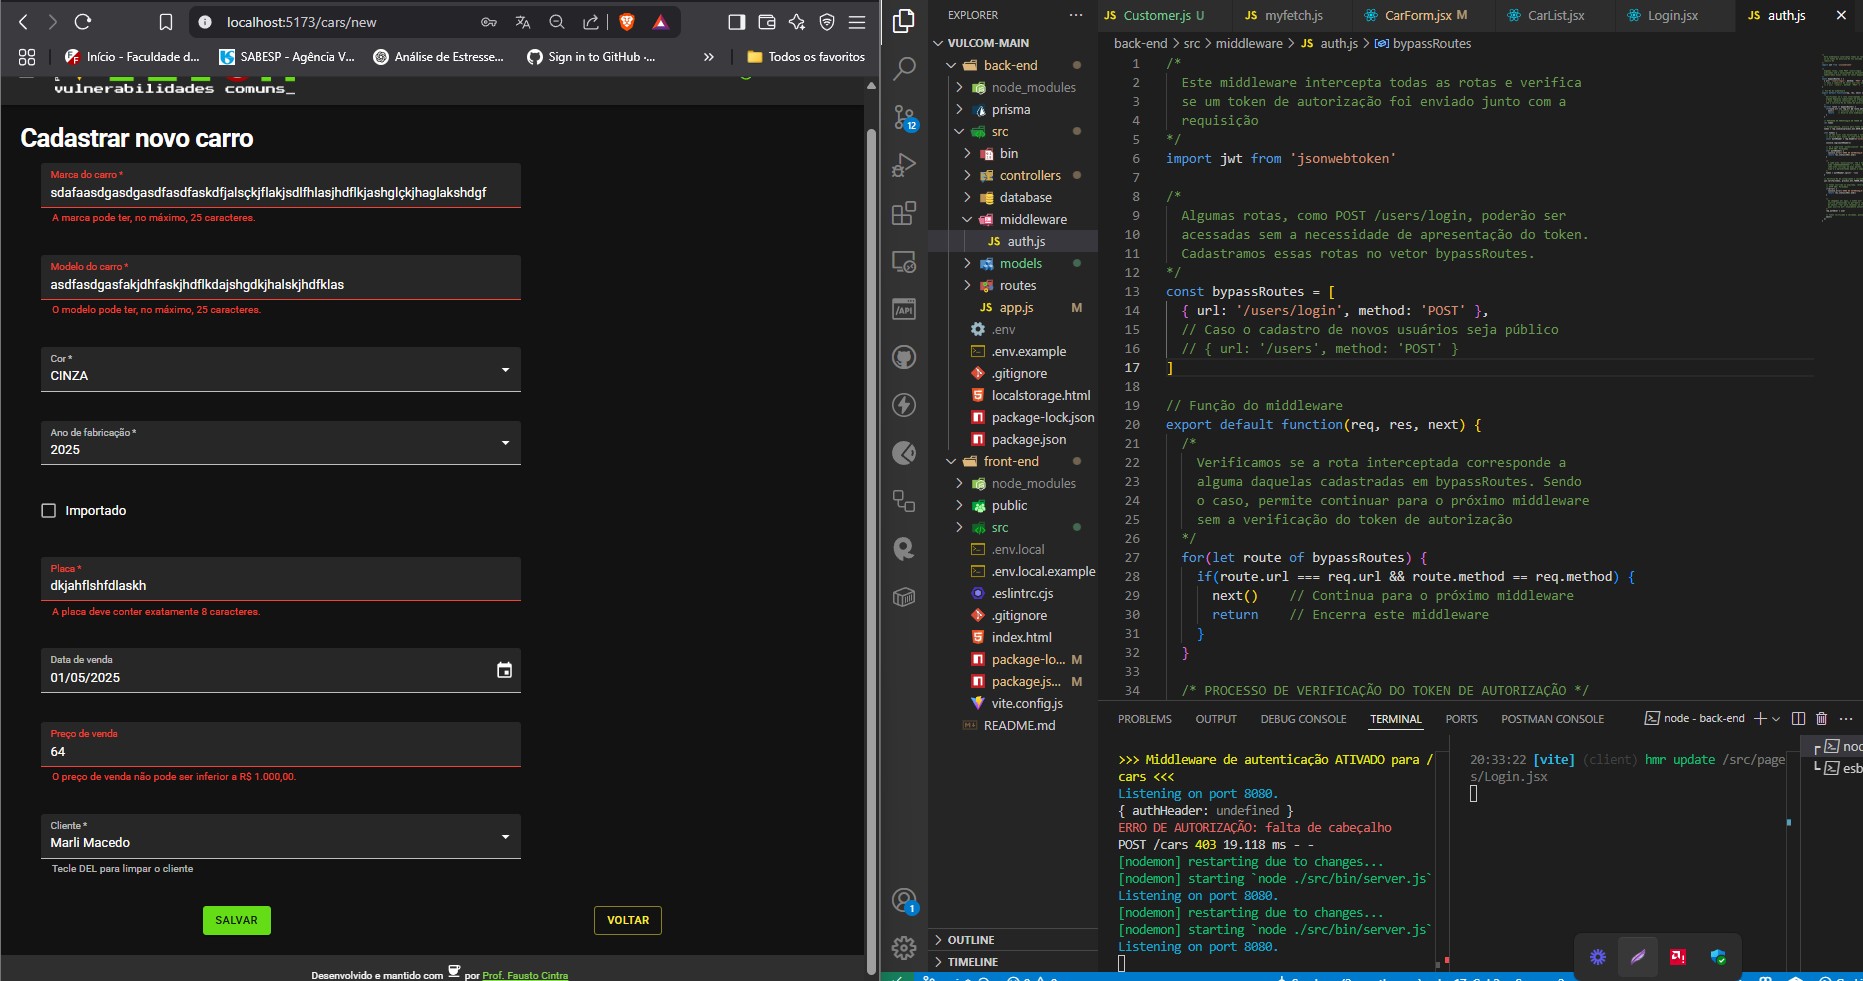 localhost:5173/cars/new
Início - Faculdade d...
SABESP - Agência V...
Análise de Estresse...
Sign in to GitHub ·...
»
Todos os favoritos
vulnerabilidades comuns_
Cadastrar novo carro
Marca do carro *
sdafaasdgasdgasdfasdfaskdfjalsçkjflakjsdlfhlasjhdflkjashglçkjhaglakshdgf
A marca pode ter, no máximo, 25 caracteres.
Modelo do carro *
asdfasdgasfakjdhfaskjhdflkdajshgdkjhalskjhdfklas
O modelo pode ter, no máximo, 25 caracteres.
Cor *
CINZA
Ano de fabricação *
2025
Importado
Placa *
dkjahflshfdlaskh
A placa deve conter exatamente 8 caracteres.
Data de venda
01/05/2025
Preço de venda
64
O preço de venda não pode ser inferior a R$ 1.000,00.
Cliente *
Marli Macedo
Tecle DEL para limpar o cliente
SALVAR
VOLTAR
Desenvolvido e mantido com por Prof. Fausto Cintra
12
/API
1
EXPLORER
VULCOM-MAIN
back-end
node_modules
prisma
src
bin
controllers
database
middleware
JS auth.js
models
routes
JS app.js M
.env
.env.example
.gitignore
localstorage.html
package-lock.json
package.json
front-end
node_modules
public
src
.env.local
.env.local.example
.eslintrc.cjs
.gitignore
index.html
package-lo... M
package.js... M
vite.config.js
README.md
OUTLINE
TIMELINE
JS Customer.js U
JS myfetch.js
CarForm.jsx M
CarList.jsx
Login.jsx
JS auth.js
back-end > src > middleware > JS auth.js > bypassRoutes
1 /*
2 Este middleware intercepta todas as rotas e verifica
3 se um token de autorização foi enviado junto com a
4 requisição
5 */
6 import jwt from 'jsonwebtoken'
7
8 /*
9 Algumas rotas, como POST /users/login, poderão ser
10 acessadas sem a necessidade de apresentação do token.
11 Cadastramos essas rotas no vetor bypassRoutes.
12 */
13 const bypassRoutes = [
14 { url: '/users/login', method: 'POST' },
15 // Caso o cadastro de novos usuários seja público
16 // { url: '/users', method: 'POST' }
17 ]
18
19 // Função do middleware
20 export default function(req, res, next) {
21 /*
22 Verificamos se a rota interceptada corresponde a
23 alguma daquelas cadastradas em bypassRoutes. Sendo
24 o caso, permite continuar para o próximo middleware
25 sem a verificação do token de autorização
26 */
27 for(let route of bypassRoutes) {
28 if(route.url === req.url && route.method == req.method) {
29 next() // Continua para o próximo middleware
30 return // Encerra este middleware
31 }
32 }
33
34 /* PROCESSO DE VERIFICAÇÃO DO TOKEN DE AUTORIZAÇÃO */
PROBLEMS
OUTPUT
DEBUG CONSOLE
TERMINAL
PORTS
POSTMAN CONSOLE
node - back-end
>>> Middleware de autenticação ATIVADO para /
cars <<<
Listening on port 8080.
{ authHeader: undefined }
ERRO DE AUTORIZAÇÃO: falta de cabeçalho
POST /cars 403 19.118 ms - -
[nodemon] restarting due to changes...
[nodemon] starting `node ./src/bin/server.js`
Listening on port 8080.
[nodemon] restarting due to changes...
[nodemon] starting `node ./src/bin/server.js`
Listening on port 8080.
20:33:22 [vite] (client) hmr update /src/page
s/Login.jsx